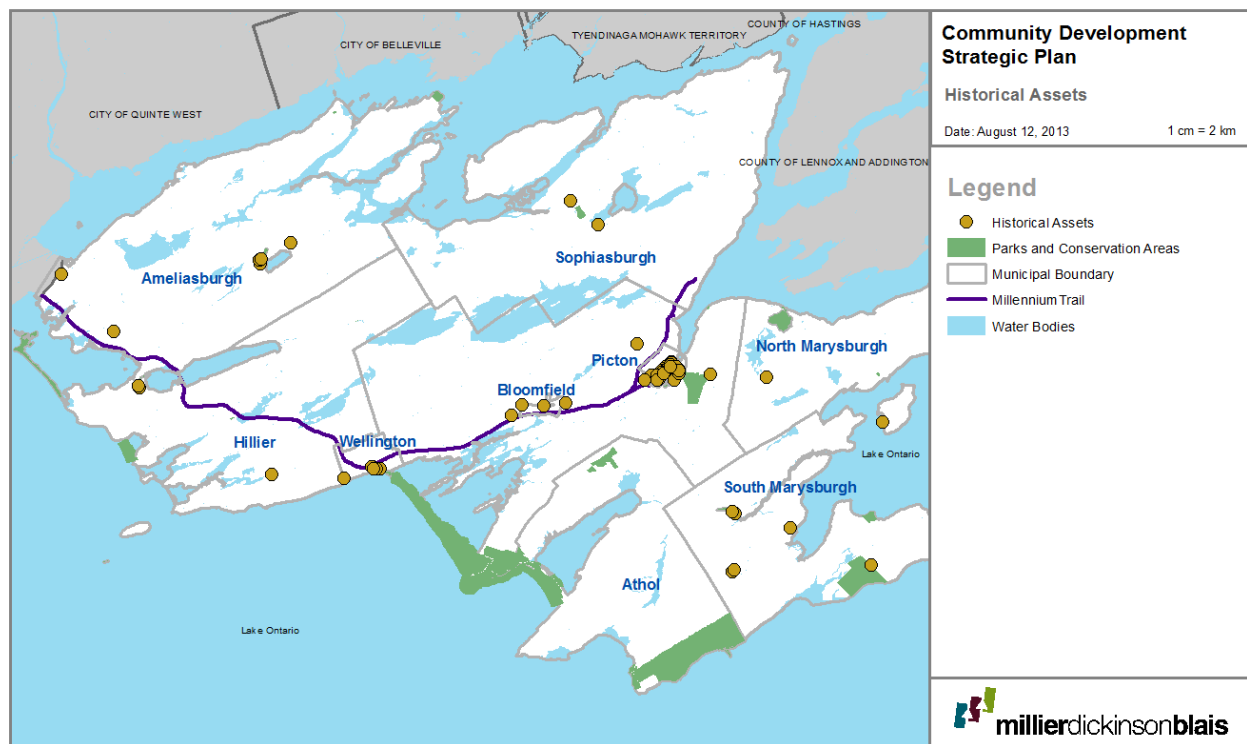 COUNTY OF HASTINGS
TYENDINAGA MOHAWK TERRITORY
CITY OF BELLEVILLE
CITY OF QUINTE WEST
COUNTY OF LENNOX AND ADDINGTON
Sophiasburgh
Ameliasburgh
North Marysburgh
Picton
Bloomfield
Hillier
Wellington
Lake Ontario
South Marysburgh
Athol
Lake Ontario
Community Development
Strategic Plan
Historical Assets
Date: August 12, 2013 1 cm = 2 km
Legend
Historical Assets
Parks and Conservation Areas
Municipal Boundary
Millennium Trail
Water Bodies
millierdickinsonblais